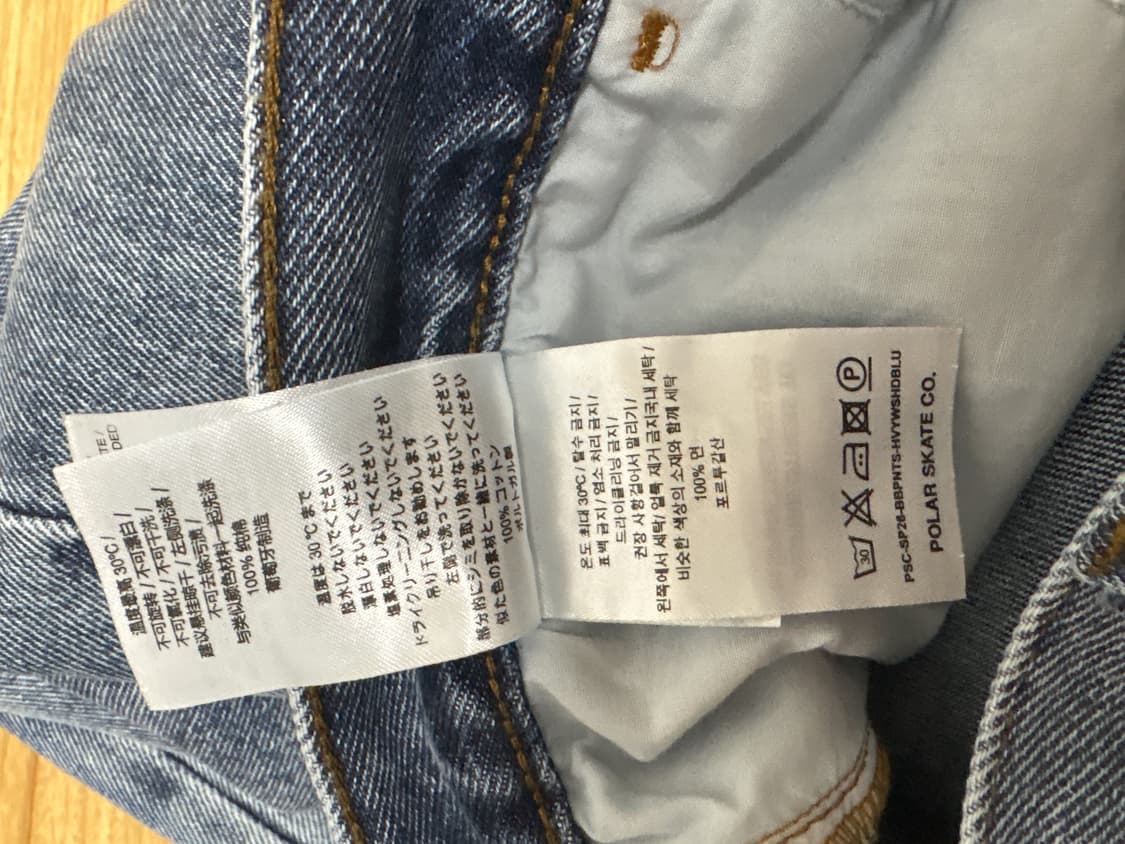 TE /
DED
温度最高 30℃ /
不可旋转 / 不可漂白 /
不可氯化 / 不可干洗 /
建议悬挂晾干 / 左侧洗涤 /
不可去除污渍 /
与类似颜色材料一起洗涤
100% 纯棉
葡萄牙制造
温度は 30℃ まで
脱水しないでください
漂白しないでください
塩素処理しないでください
ドライクリーニングしないでください
吊り干しをお勧めします
左側で洗ってください
部分的にシミを取り除かないでください
似た色の素材と一緒に洗ってください
100% コットン
ポルトガル製
온도 최대 30℃ / 탈수 금지 /
표백 금지 / 염소 처리 금지 /
드라이클리닝 금지 /
권장 사항 걸어서 말리기 /
왼쪽에서 세탁/ 얼룩 제거 금지국내 세탁 /
비슷한 색상의 소재와 함께 세탁
100% 면
포르투갈산
30 P
PSC-SP26-BBPNTS-HVYWSHDBLU
POLAR SKATE CO.